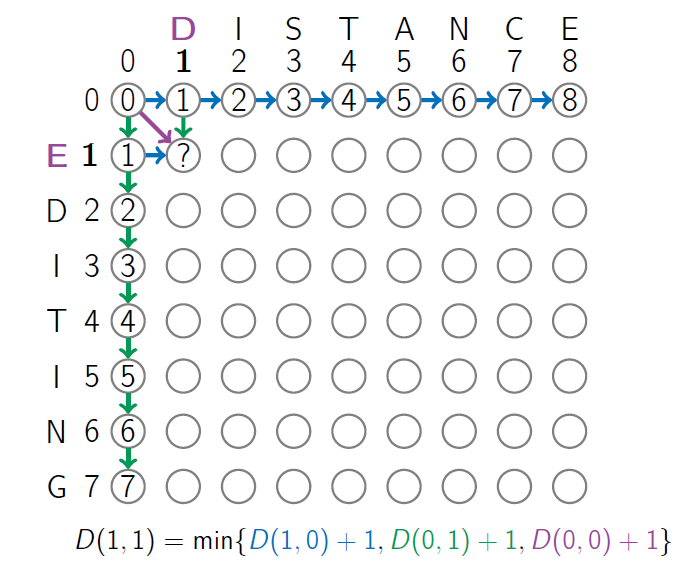 D I S T A N C E
0 1 2 3 4 5 6 7 8
0 0 1 2 3 4 5 6 7 8
E 1 1 ?
D 2 2
I 3 3
T 4 4
I 5 5
N 6 6
G 7 7
D(1, 1) = min{D(1, 0) + 1, D(0, 1) + 1, D(0, 0) + 1}